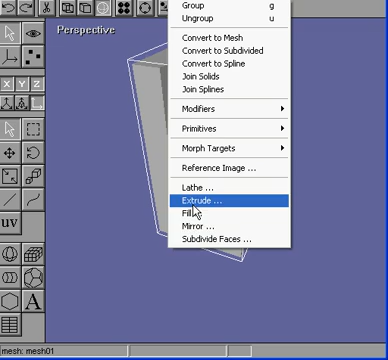 Perspective
Group g
Ungroup u
Convert to Mesh
Convert to Subdivided
Convert to Spline
Join Solids
Join Splines
Modifiers
Primitives
Morph Targets
Reference Image ...
Lathe ...
Extrude ...
Mirror ...
Subdivide Faces ...
X Y Z
uv
A
mesh: mesh01